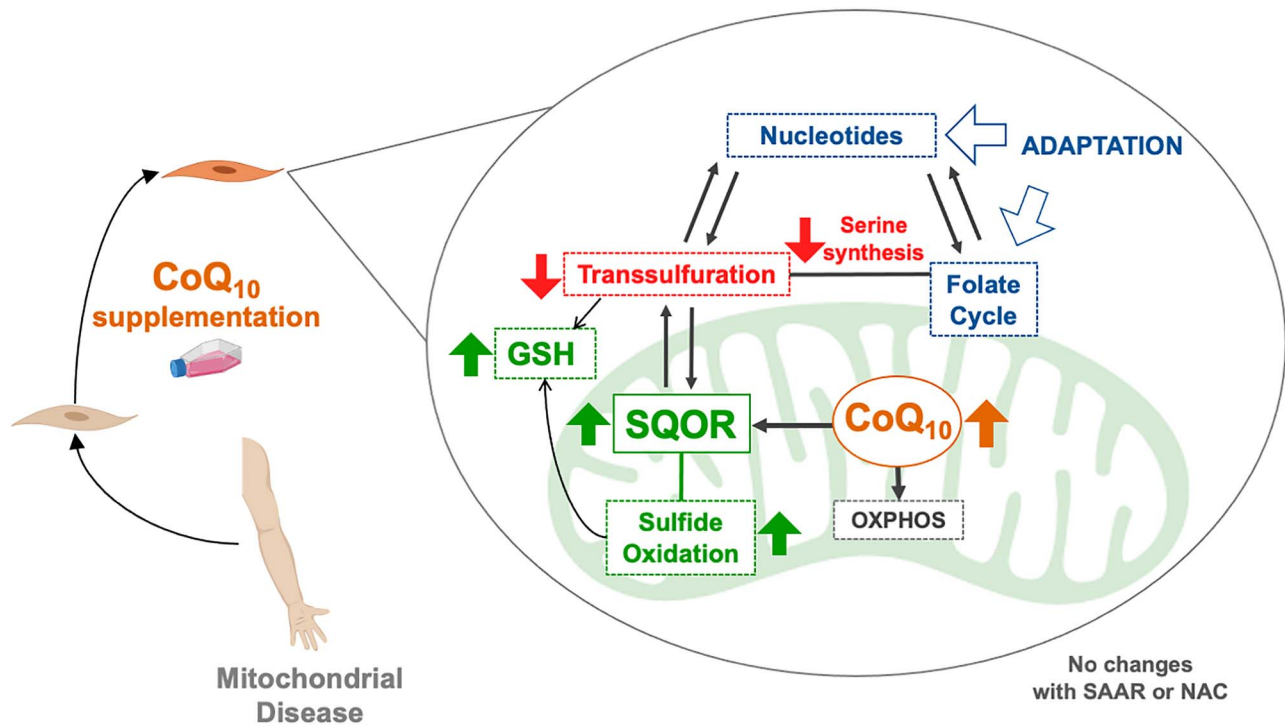 Nucleotides
ADAPTATION
Serine
synthesis
Transsulfuration
Folate
Cycle
CoQ₁₀
supplementation
GSH
SQOR
CoQ₁₀
Sulfide
Oxidation
OXPHOS
Mitochondrial
Disease
No changes
with SAAR or NAC